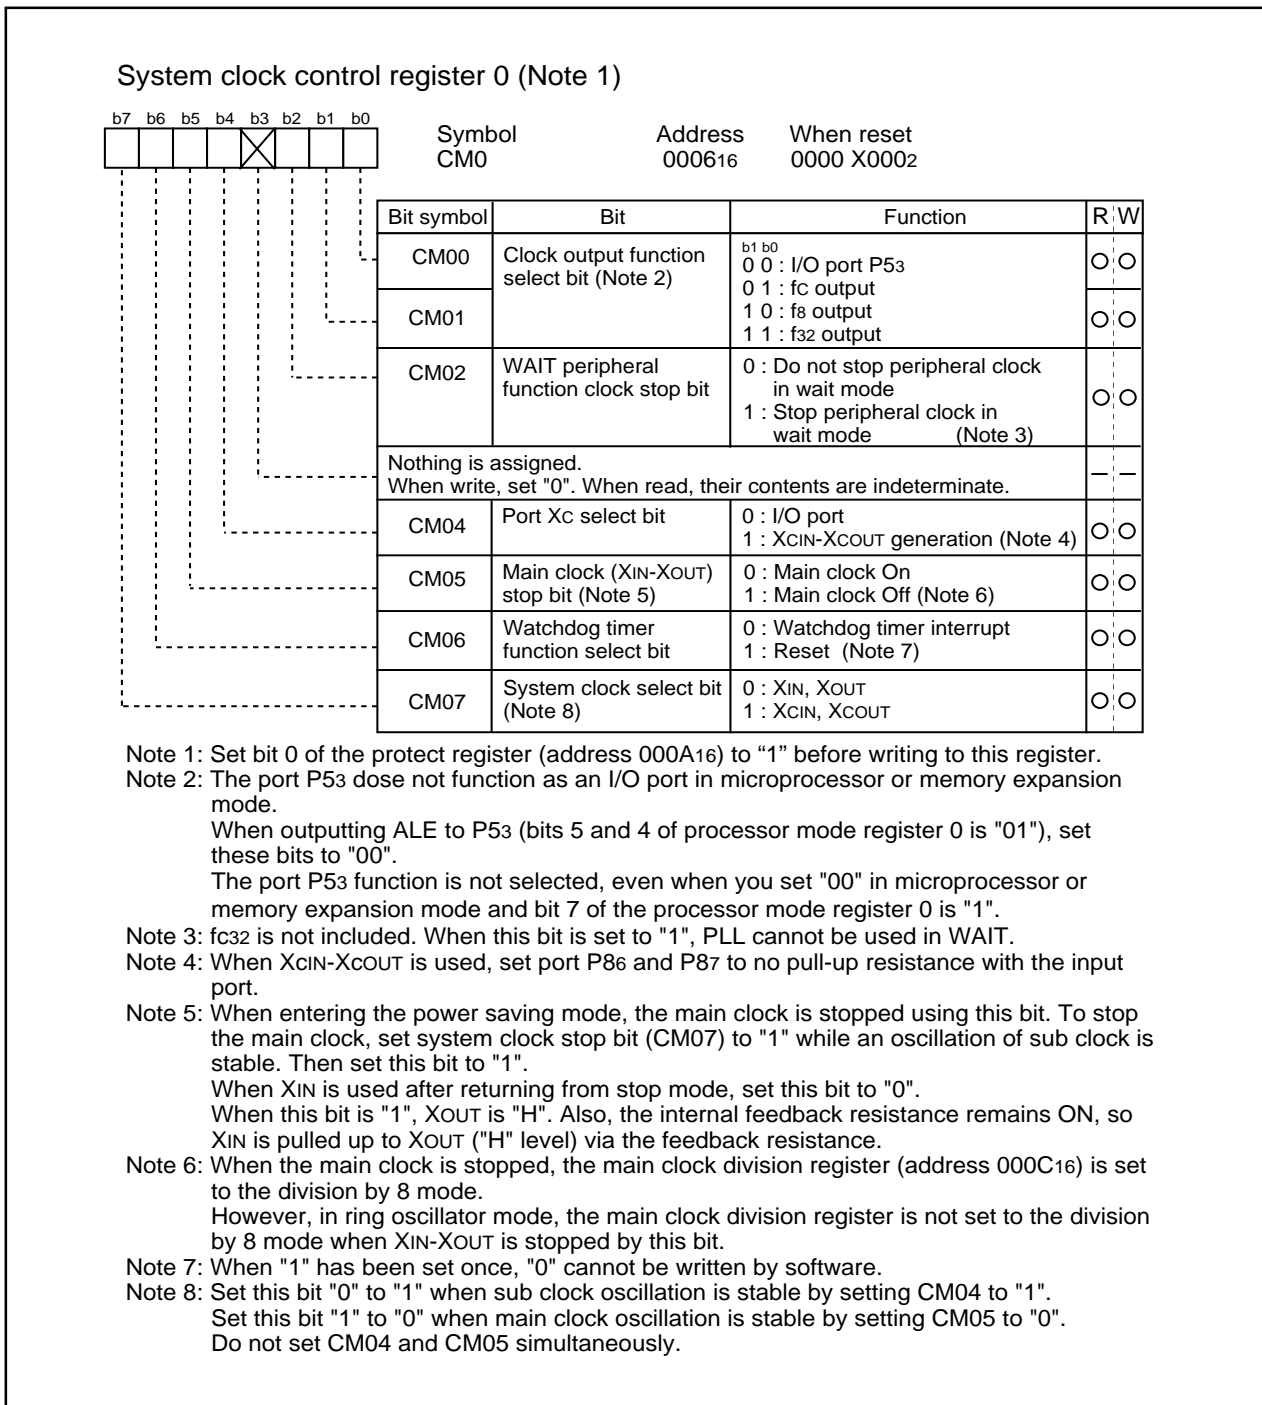 System clock control register 0 (Note 1)
b7 b6 b5 b4 b3 b2 b1 b0
Symbol Address When reset
CM0 000616 0000 X0002
Bit symbol Bit Function R W
CM00 Clock output function select bit (Note 2) b1 b0
0 0 : I/O port P53
0 1 : fC output
CM01 1 0 : f8 output
1 1 : f32 output
CM02 WAIT peripheral function clock stop bit 0 : Do not stop peripheral clock
in wait mode
1 : Stop peripheral clock in
wait mode (Note 3)
Nothing is assigned.
When write, set "0". When read, their contents are indeterminate.
CM04 Port XC select bit 0 : I/O port
1 : XCIN-XCOUT generation (Note 4)
CM05 Main clock (XIN-XOUT) stop bit (Note 5) 0 : Main clock On
1 : Main clock Off (Note 6)
CM06 Watchdog timer function select bit 0 : Watchdog timer interrupt
1 : Reset (Note 7)
CM07 System clock select bit (Note 8) 0 : XIN, XOUT
1 : XCIN, XCOUT
Note 1: Set bit 0 of the protect register (address 000A16) to “1” before writing to this register.
Note 2: The port P53 dose not function as an I/O port in microprocessor or memory expansion
mode.
When outputting ALE to P53 (bits 5 and 4 of processor mode register 0 is "01"), set
these bits to "00".
The port P53 function is not selected, even when you set "00" in microprocessor or
memory expansion mode and bit 7 of the processor mode register 0 is "1".
Note 3: fc32 is not included. When this bit is set to "1", PLL cannot be used in WAIT.
Note 4: When XcIN-XcOUT is used, set port P86 and P87 to no pull-up resistance with the input
port.
Note 5: When entering the power saving mode, the main clock is stopped using this bit. To stop
the main clock, set system clock stop bit (CM07) to "1" while an oscillation of sub clock is
stable. Then set this bit to "1".
When XIN is used after returning from stop mode, set this bit to "0".
When this bit is "1", XOUT is "H". Also, the internal feedback resistance remains ON, so
XIN is pulled up to XOUT ("H" level) via the feedback resistance.
Note 6: When the main clock is stopped, the main clock division register (address 000C16) is set
to the division by 8 mode.
However, in ring oscillator mode, the main clock division register is not set to the division
by 8 mode when XIN-XOUT is stopped by this bit.
Note 7: When "1" has been set once, "0" cannot be written by software.
Note 8: Set this bit "0" to "1" when sub clock oscillation is stable by setting CM04 to "1".
Set this bit "1" to "0" when main clock oscillation is stable by setting CM05 to "0".
Do not set CM04 and CM05 simultaneously.